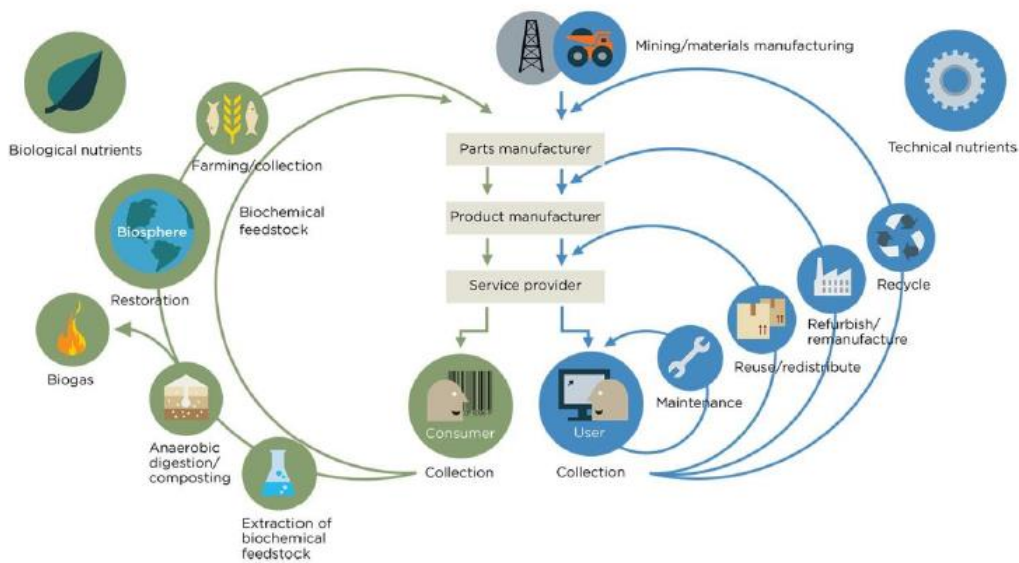 Mining/materials manufacturing
Biological nutrients
Technical nutrients
Farming/collection
Parts manufacturer
Biochemical
feedstock
Product manufacturer
Biosphere
Restoration
Service provider
Recycle
Refurbish/
remanufacture
Reuse/redistribute
Biogas
Maintenance
Consumer
User
Collection
Collection
Anaerobic
digestion/
composting
Extraction of
biochemical
feedstock